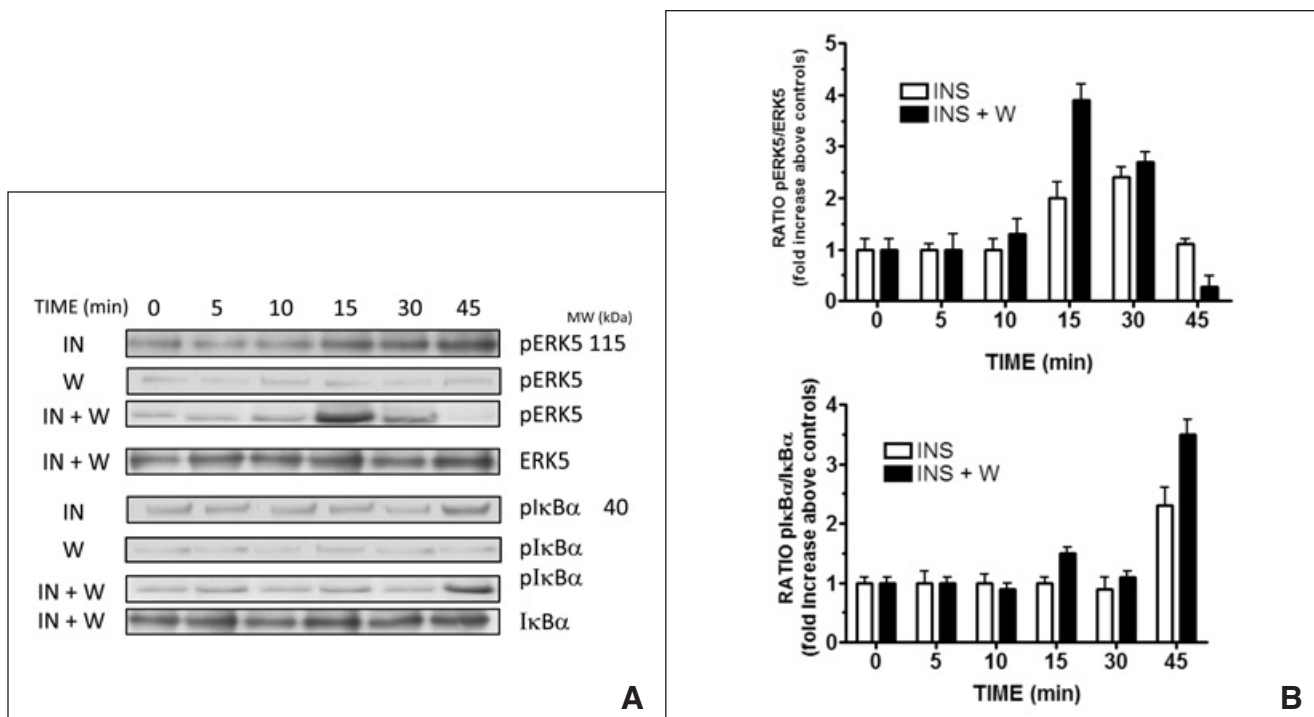 TIME (min) 0 5 10 15 30 45 MW (kDa)
IN pERK5 115
W pERK5
IN + W pERK5
IN + W ERK5
IN pIκBα 40
W pIκBα
IN + W pIκBα
IN + W IκBα
A
RATIO pERK5/ERK5
(fold increase above controls)
5
4
3
2
1
0
INS
INS + W
0 5 10 15 30 45
TIME (min)
RATIO pIκBα/IκBα
(fold Increase above controls)
4
3
2
1
0
INS
INS + W
0 5 10 15 30 45
TIME (min)
B